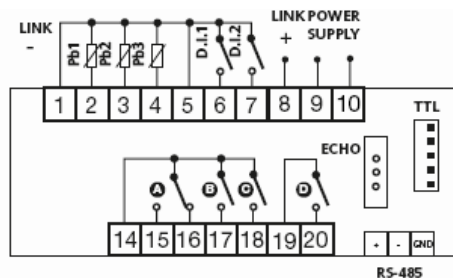 LINK POWER
LINK + SUPPLY
-
Pb1 Pb2 Pb3 D.I.1 D.I.2
1 2 3 4 5 6 7 8 9 10
TTL
ECHO
A B C D
14 15 16 17 18 19 20
+ - GND
RS-485